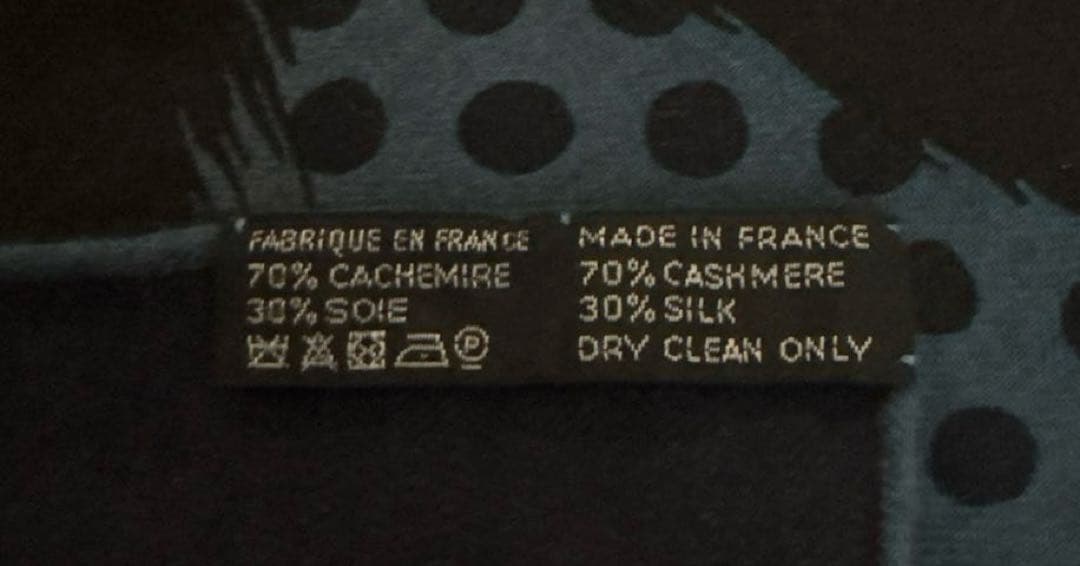 FABRIQUE EN FRANCE
70% CACHEMIRE
30% SOIE
MADE IN FRANCE
70% CASHMERE
30% SILK
DRY CLEAN ONLY
P